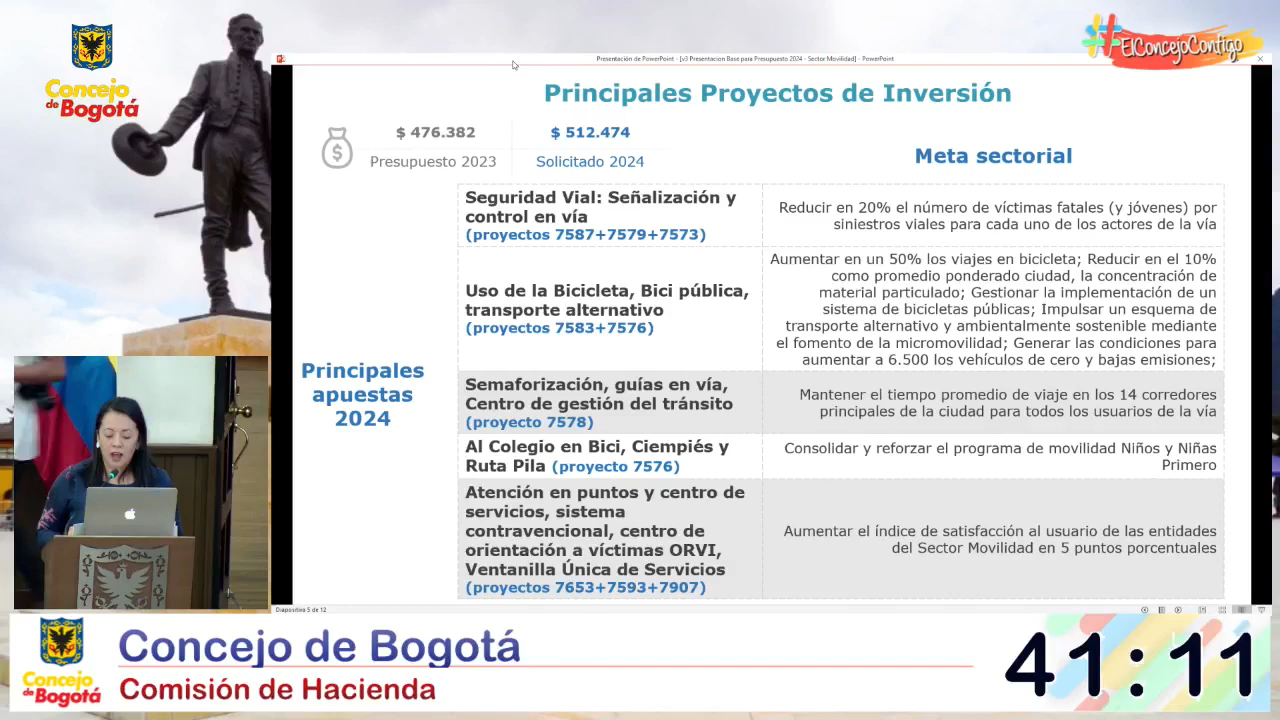 Concejo
de Bogotá
#ElConcejoContigo
Presentación de PowerPoint - [v3 Presentacion Base para Presupuesto 2024 - Sector Movilidad] - PowerPoint
Principales Proyectos de Inversión
$ 476.382
Presupuesto 2023
$ 512.474
Solicitado 2024
Meta sectorial
Principales
apuestas
2024
Seguridad Vial: Señalización y
control en vía
(proyectos 7587+7579+7573)
Reducir en 20% el número de víctimas fatales (y jóvenes) por
siniestros viales para cada uno de los actores de la vía
Uso de la Bicicleta, Bici pública,
transporte alternativo
(proyectos 7583+7576)
Aumentar en un 50% los viajes en bicicleta; Reducir en el 10%
como promedio ponderado ciudad, la concentración de
material particulado; Gestionar la implementación de un
sistema de bicicletas públicas; Impulsar un esquema de
transporte alternativo y ambientalmente sostenible mediante
el fomento de la micromovilidad; Generar las condiciones para
aumentar a 6.500 los vehículos de cero y bajas emisiones;
Semaforización, guías en vía,
Centro de gestión del tránsito
(proyecto 7578)
Mantener el tiempo promedio de viaje en los 14 corredores
principales de la ciudad para todos los usuarios de la vía
Al Colegio en Bici, Ciempiés y
Ruta Pila (proyecto 7576)
Consolidar y reforzar el programa de movilidad Niños y Niñas
Primero
Atención en puntos y centro de
servicios, sistema
contravencional, centro de
orientación a víctimas ORVI,
Ventanilla Única de Servicios
(proyectos 7653+7593+7907)
Aumentar el índice de satisfacción al usuario de las entidades
del Sector Movilidad en 5 puntos porcentuales
Diapositiva 5 de 12
Concejo
de Bogotá
Concejo de Bogotá
Comisión de Hacienda
41:11